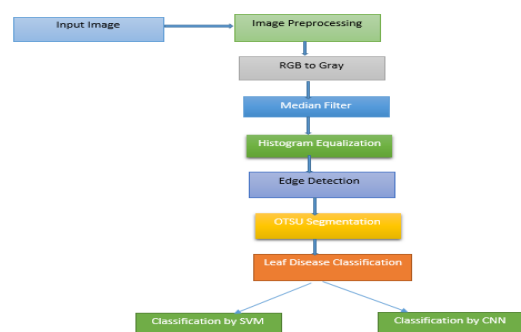 Input Image
Image Preprocessing
RGB to Gray
Median Filter
Histogram Equalization
Edge Detection
OTSU Segmentation
Leaf Disease Classification
Classification by SVM
Classification by CNN